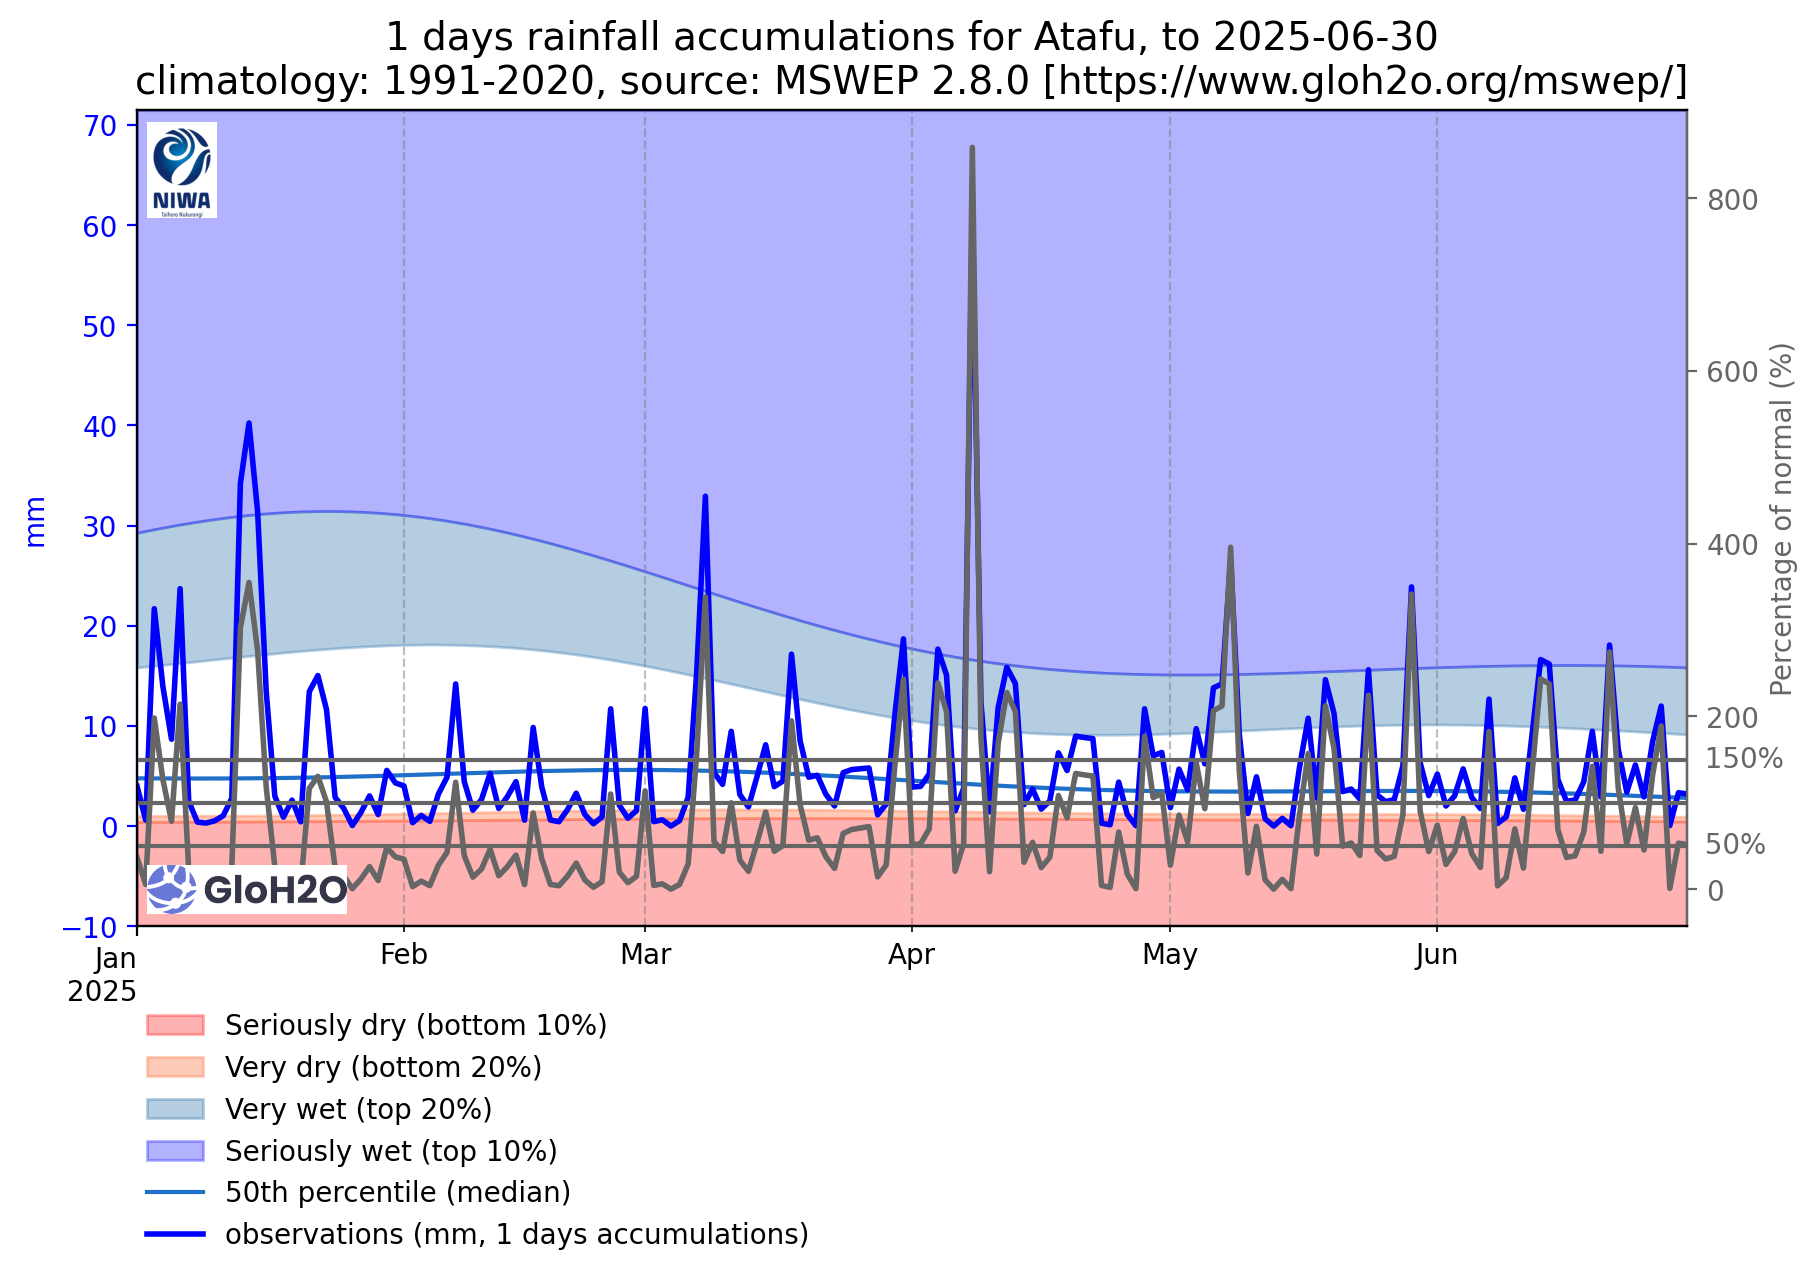 1 days rainfall accumulations for Atafu, to 2025-06-30
climatology: 1991-2020, source: MSWEP 2.8.0 [https://www.gloh2o.org/mswep/]
70
60
50
40
30
20
10
0
−10
mm
NIWA
Taihoro Nukurangi
GloH2O
800
600
400
200
150%
50%
0
Percentage of normal (%)
Jan
2025
Feb
Mar
Apr
May
Jun
Seriously dry (bottom 10%)
Very dry (bottom 20%)
Very wet (top 20%)
Seriously wet (top 10%)
50th percentile (median)
observations (mm, 1 days accumulations)